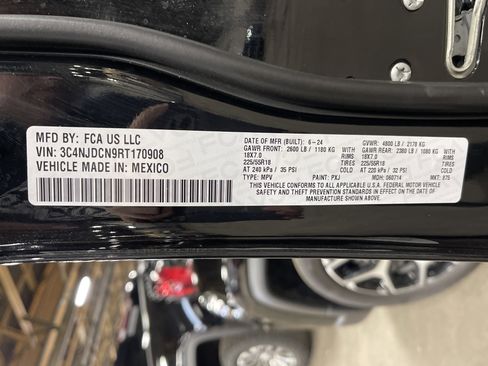 MFD BY: FCA US LLC
VIN: 3C4NJDCN9RT170908
VEHICLE MADE IN: MEXICO
DATE OF MFR (BUILT): 6-24 GVWR: 4800 LB / 2178 KG
GAWR FRONT: 2600 LB / 1180 KG WITH GAWR REAR: 2380 LB / 1080 KG WITH
18X7.0 RIMS 18X7.0 RIMS
225/55R18 TIRES 225/55R18 TIRES
AT 240 kPa / 35 PSI COLD AT 220 kPa / 32 PSI COLD
TYPE: MPV PAINT: PXJ MDH: 060714 MKT:
THIS VEHICLE CONFORMS TO ALL APPLICABLE U.S.A. FEDERAL MOTOR VEHICLE
SAFETY AND THEFT PREVENTION STANDARDS IN EFFECT ON THE DATE OF
MANUFACTURE SHOWN ABOVE.